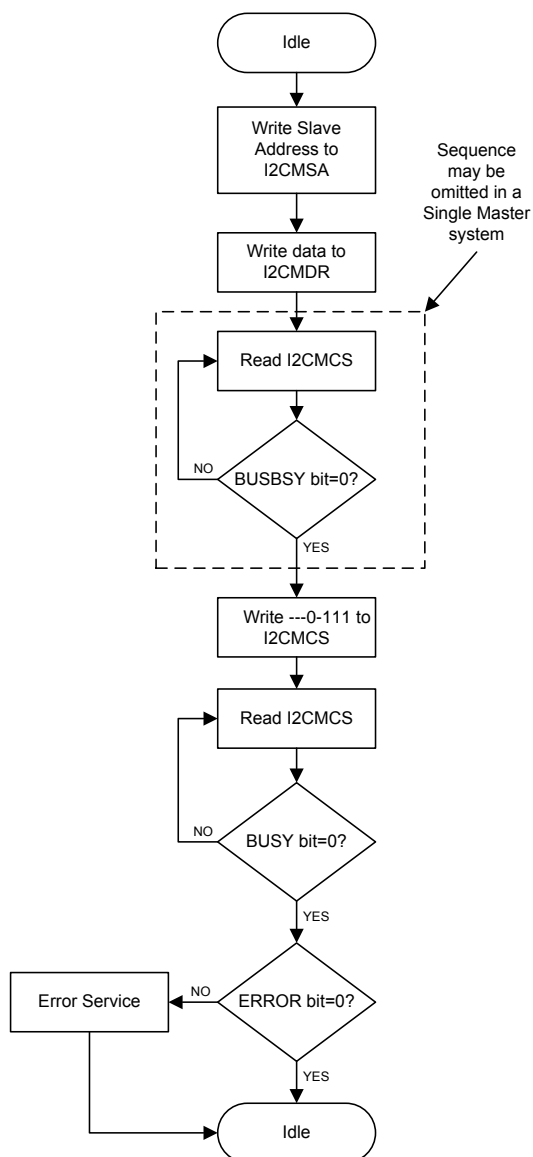 Idle
Write Slave
Address to
I2CMSA
Sequence
may be
omitted in a
Single Master
system
Write data to
I2CMDR
Read I2CMCS
NO
BUSBSY bit=0?
YES
Write ---0-111 to
I2CMCS
Read I2CMCS
NO
BUSY bit=0?
YES
Error Service
NO
ERROR bit=0?
YES
Idle